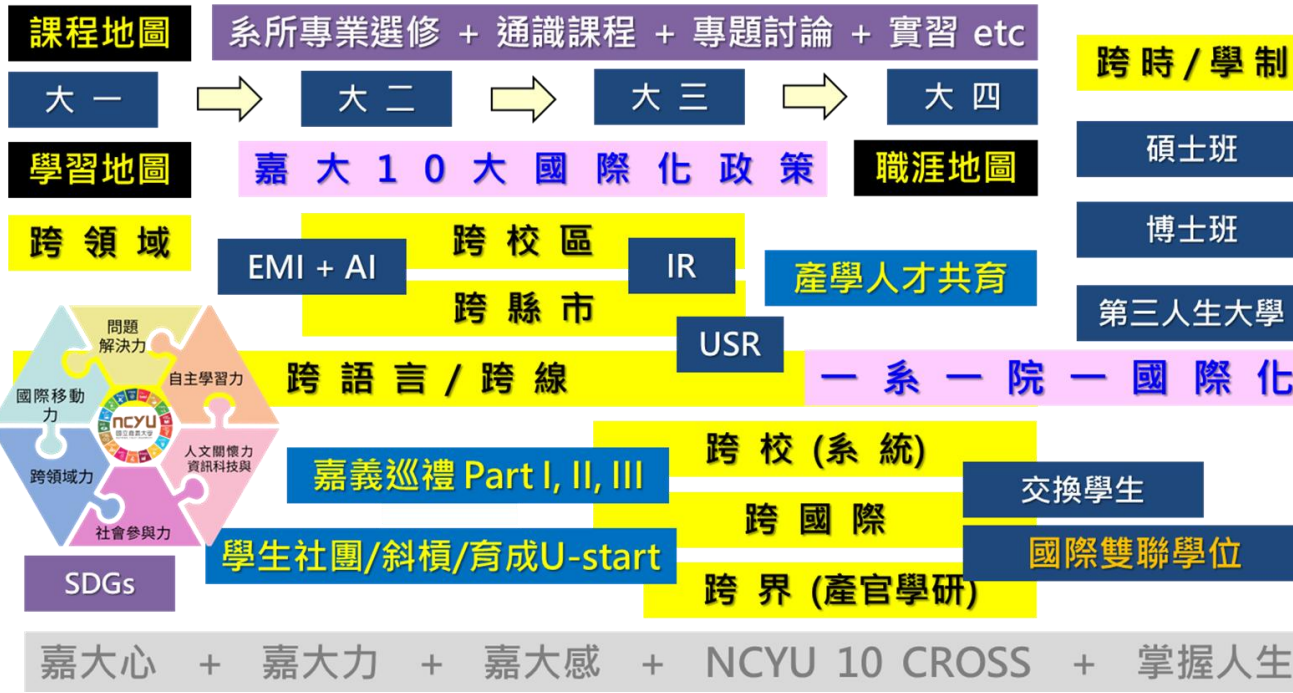 課程地圖
系所專業選修 + 通識課程 + 專題討論 + 實習 etc
跨時/學制
大一
大二
大三
大四
碩士班
學習地圖
嘉大10大國際化政策
職涯地圖
跨領域
跨校區
博士班
EMI + AI
IR
產學人才共育
跨縣市
第三人生大學
問題
解決力
USR
自主學習力
跨語言/跨線
一系一院一國際化
國際移動
力
ncyu
國立嘉義大學
人文關懷力
資訊科技與
跨領域力
社會參與力
跨校 (系統)
嘉義巡禮 Part I, II, III
交換學生
跨國際
學生社團/斜槓/育成U-start
國際雙聯學位
SDGs
跨界 (產官學研)
嘉大心 + 嘉大力 + 嘉大感 + NCYU 10 CROSS + 掌握人生